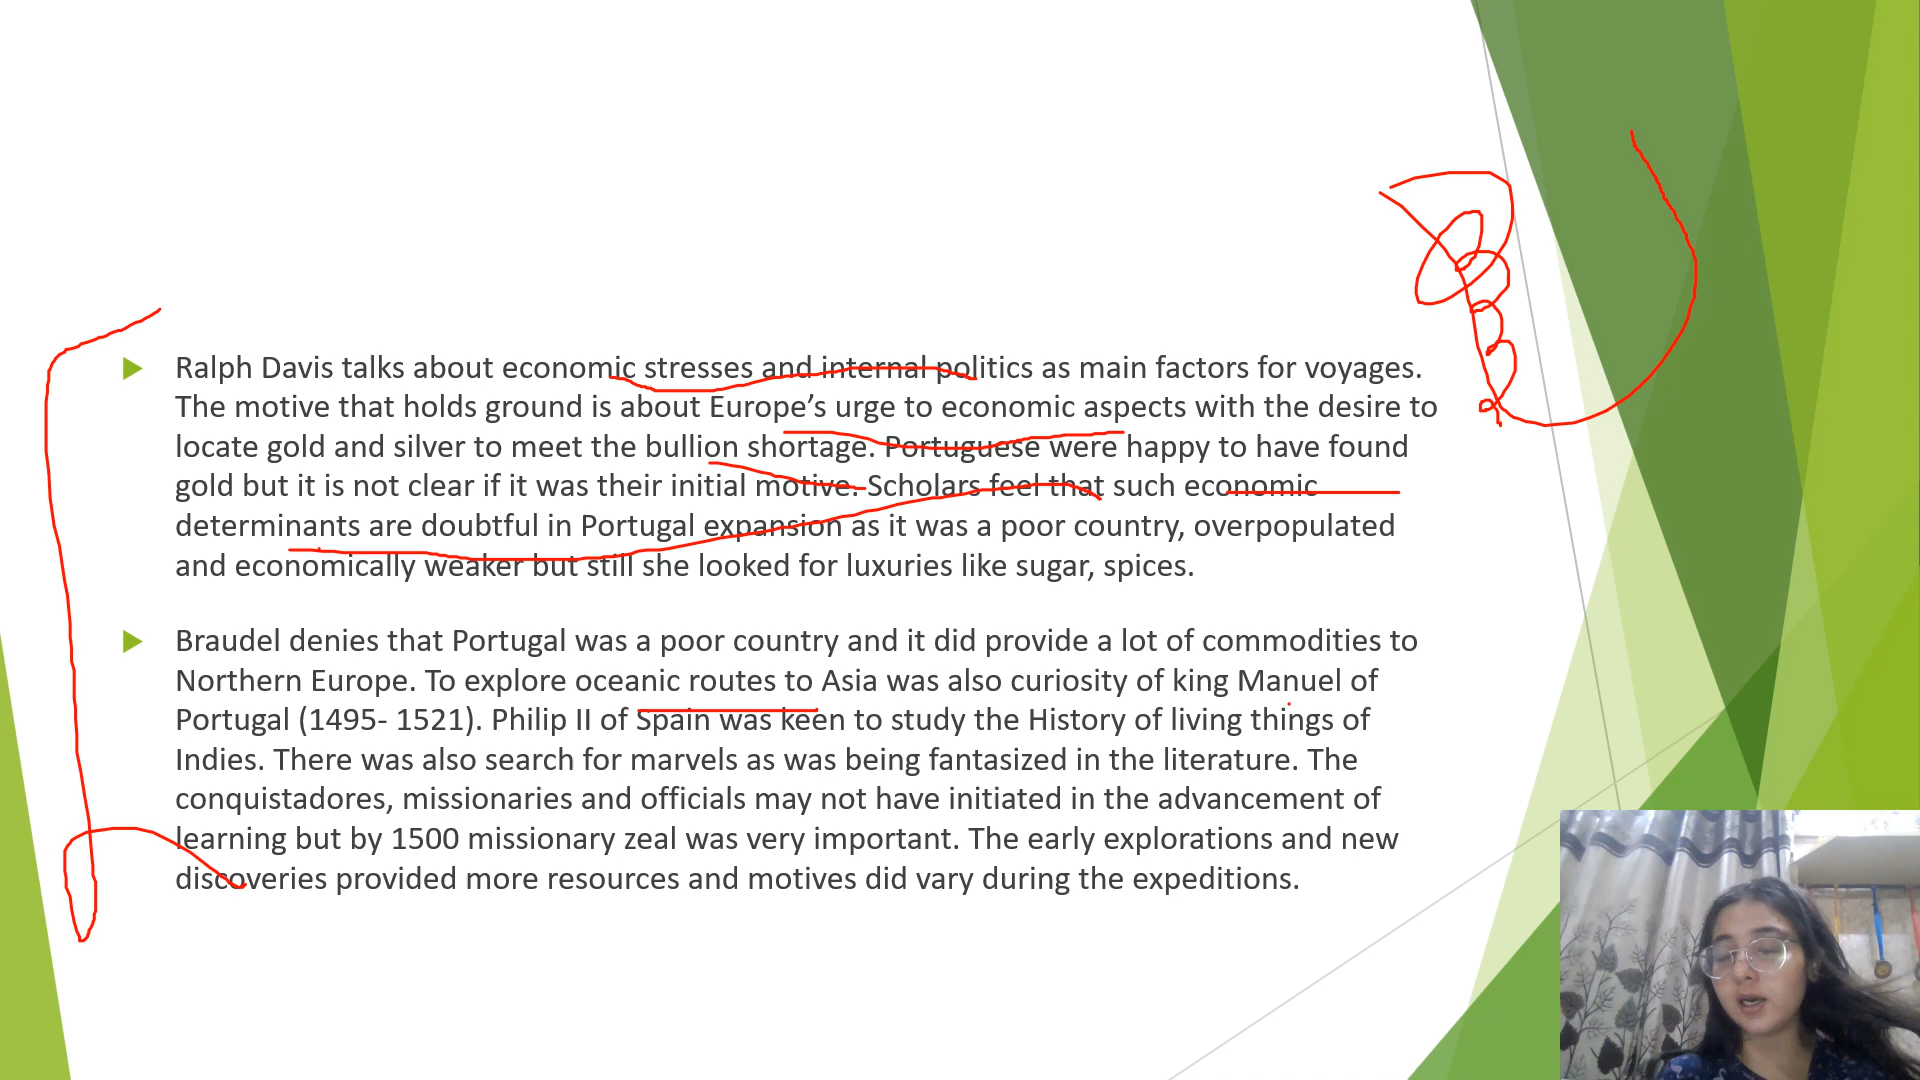 Ralph Davis talks about economic stresses and internal politics as main factors for voyages.
The motive that holds ground is about Europe’s urge to economic aspects with the desire to
locate gold and silver to meet the bullion shortage. Portuguese were happy to have found
gold but it is not clear if it was their initial motive. Scholars feel that such economic
determinants are doubtful in Portugal expansion as it was a poor country, overpopulated
and economically weaker but still she looked for luxuries like sugar, spices.
Braudel denies that Portugal was a poor country and it did provide a lot of commodities to
Northern Europe. To explore oceanic routes to Asia was also curiosity of king Manuel of
Portugal (1495- 1521). Philip II of Spain was keen to study the History of living things of
Indies. There was also search for marvels as was being fantasized in the literature. The
conquistadores, missionaries and officials may not have initiated in the advancement of
learning but by 1500 missionary zeal was very important. The early explorations and new
discoveries provided more resources and motives did vary during the expeditions.